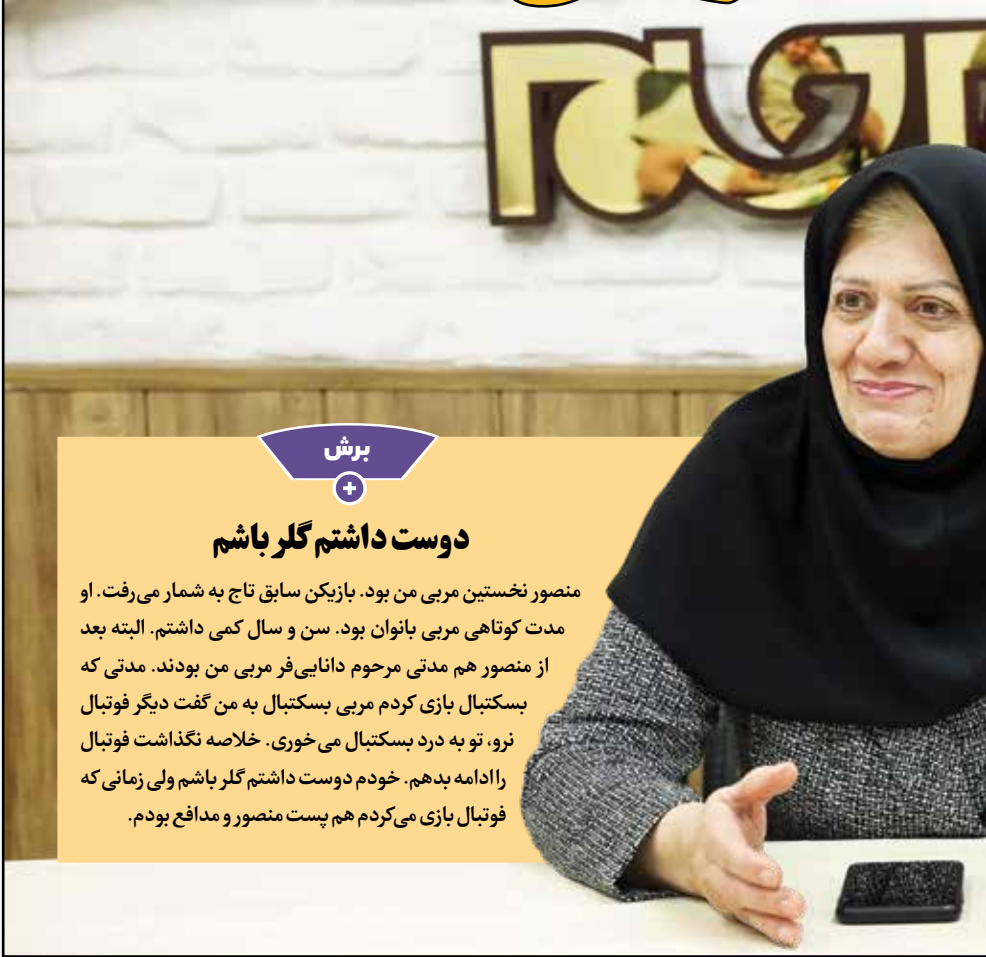 برش
دوست داشتم گلر باشم
منصور نخستین مربی من بود. بازیکن سابق تاج به شمار می‌رفت. او
مدت کوتاهی مربی بانوان بود. سن و سال کمی داشتم. البته بعد
از منصور هم مدتی مرحوم دانایی‌فر مربی من بودند. مدتی که
بسکتبال بازی کردم مربی بسکتبال به من گفت دیگر فوتبال
نرو، تو به درد بسکتبال می‌خوری. خلاصه نگذاشت فوتبال
را ادامه بدهم. خودم دوست داشتم گلر باشم ولی زمانی که
فوتبال بازی می‌کردم هم پست منصور و مدافع بودم.